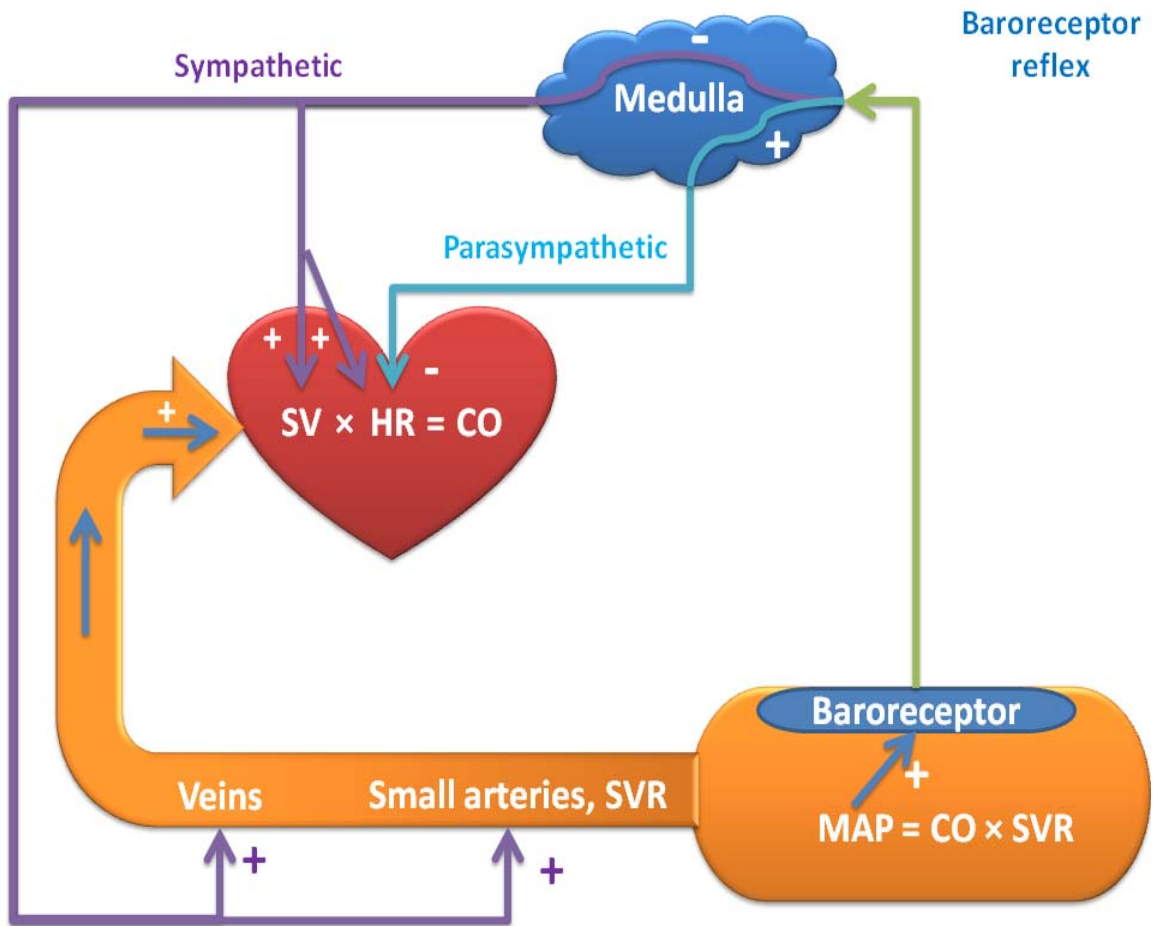 Baroreceptor
reflex
Sympathetic
-
Medulla
+
Parasympathetic
+ +
-
+
SV × HR = CO
Baroreceptor
+
Veins
Small arteries, SVR
MAP = CO × SVR
+
+